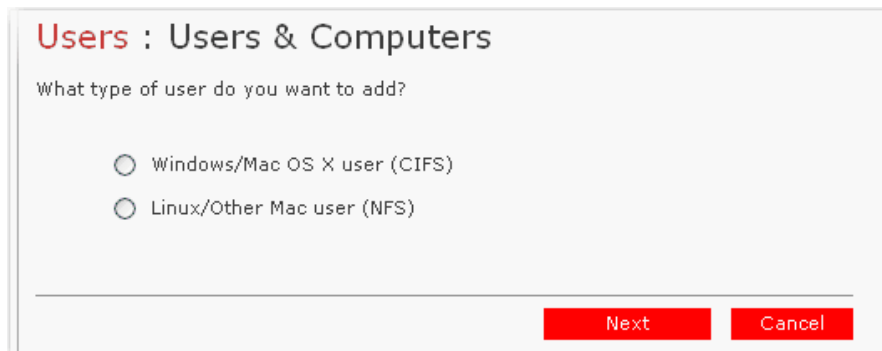 Users : Users & Computers
What type of user do you want to add?
Windows/Mac OS X user (CIFS)
Linux/Other Mac user (NFS)
Next Cancel